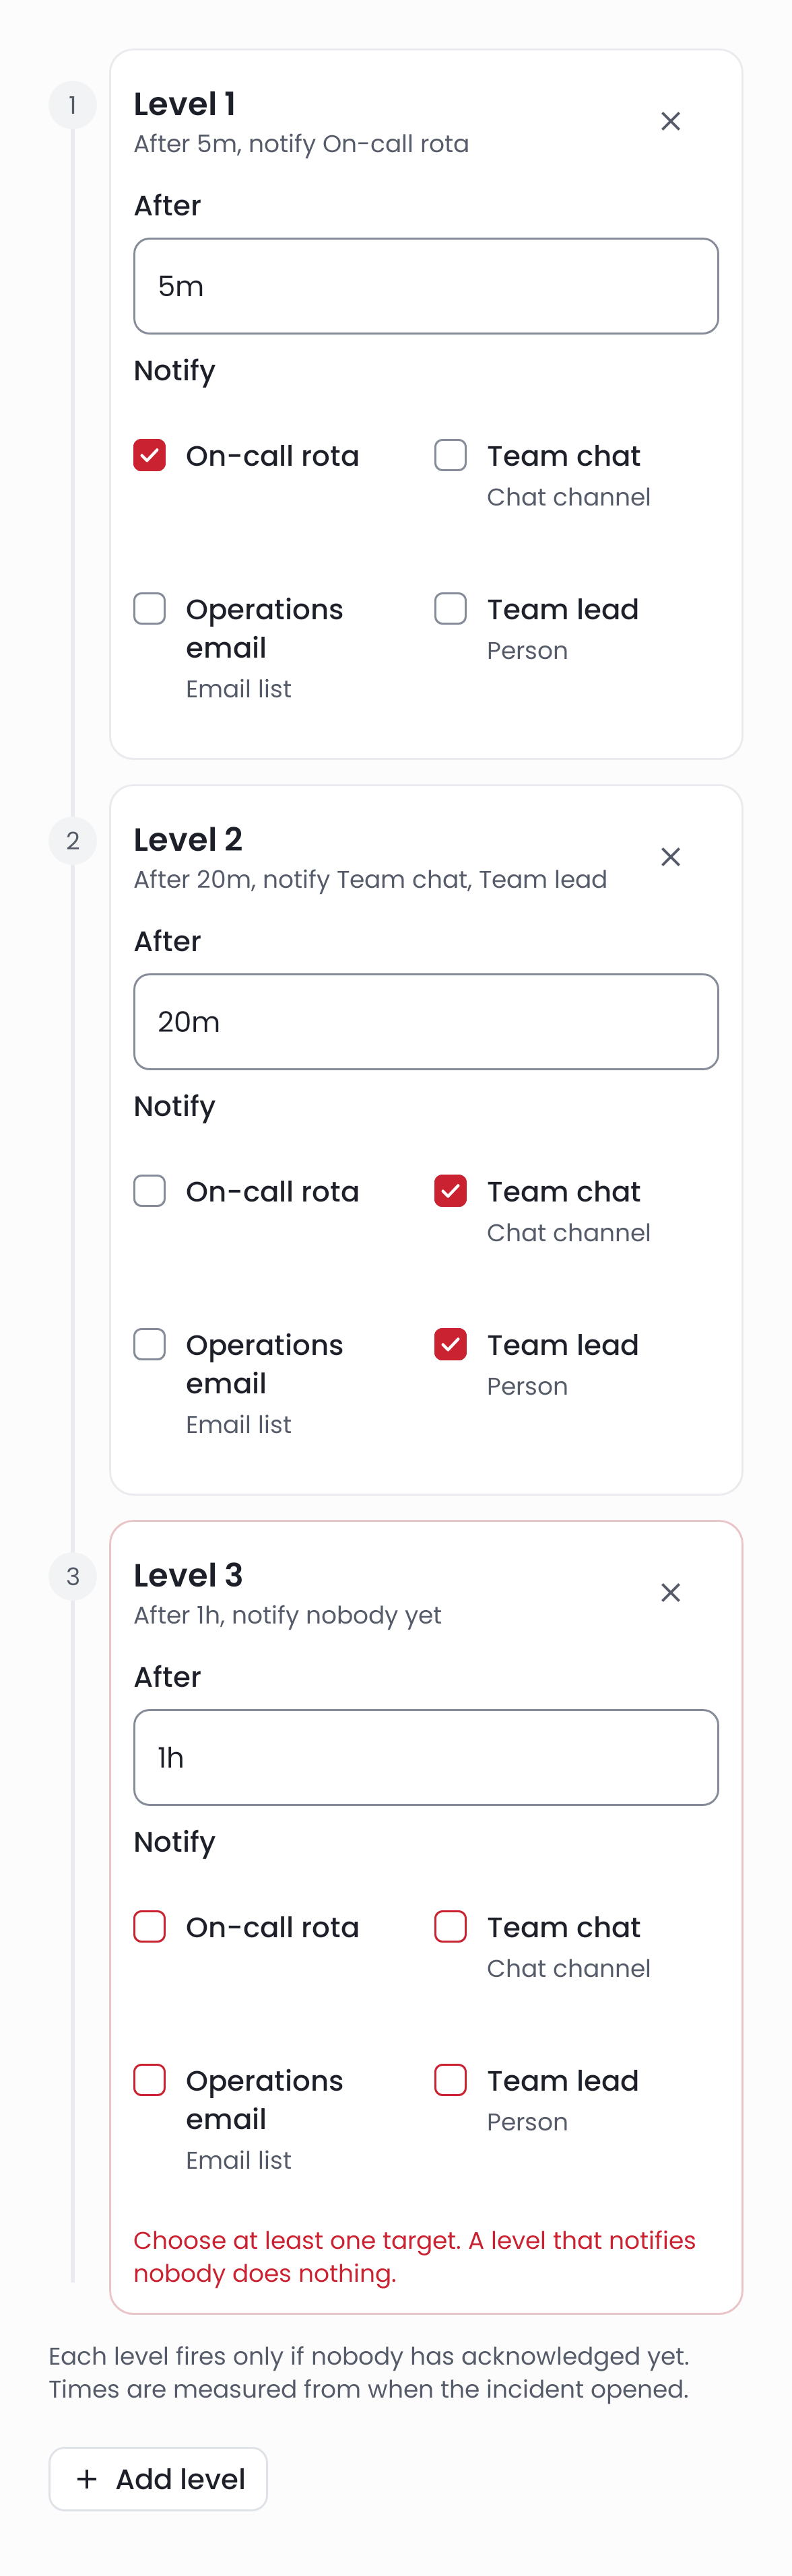 1
Level 1
After 5m, notify On-call rota
After
5m
Notify
On-call rota
Team chat
Chat channel
Operations
email
Email list
Team lead
Person
2
Level 2
After 20m, notify Team chat, Team lead
After
20m
Notify
On-call rota
Team chat
Chat channel
Operations
email
Email list
Team lead
Person
3
Level 3
After 1h, notify nobody yet
After
1h
Notify
On-call rota
Team chat
Chat channel
Operations
email
Email list
Team lead
Person
Choose at least one target. A level that notifies
nobody does nothing.
Each level fires only if nobody has acknowledged yet.
Times are measured from when the incident opened.
Add level